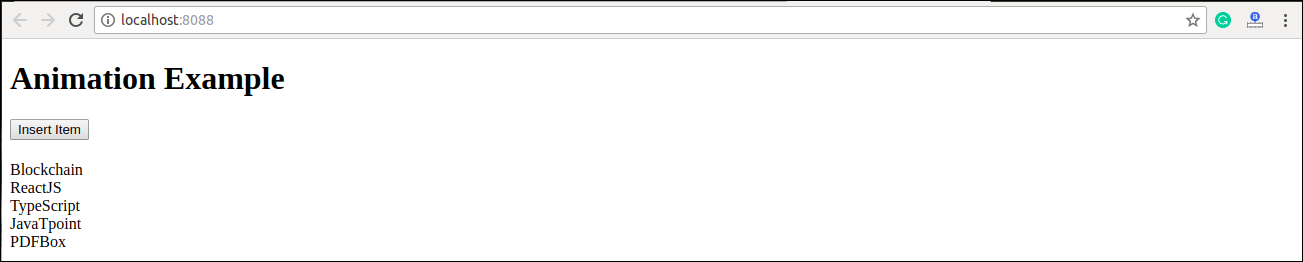 localhost:8088
Animation Example
Insert Item
Blockchain
ReactJS
TypeScript
JavaTpoint
PDFBox